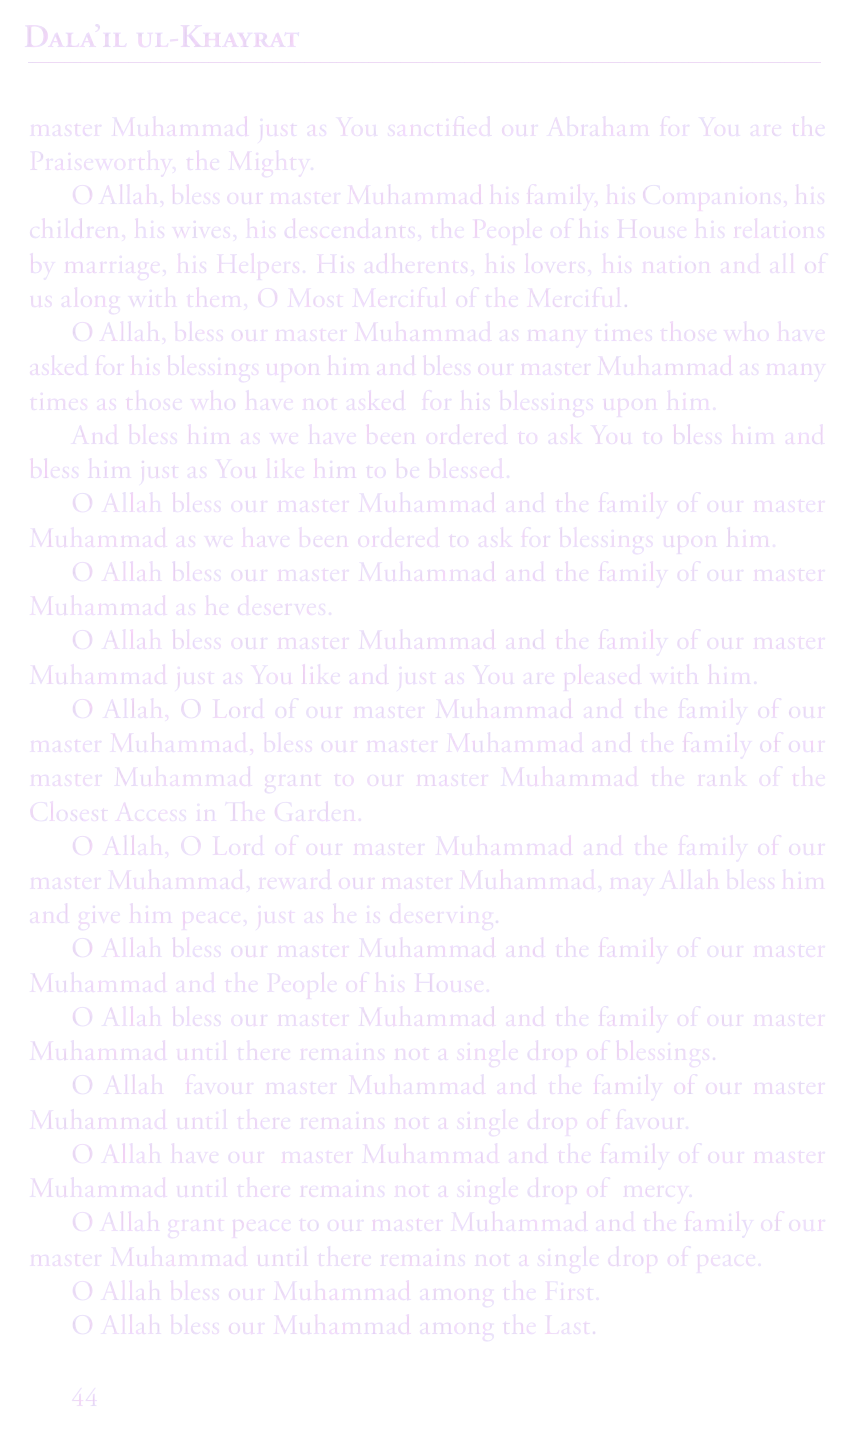 Dala’il ul-Khayrat
master Muhammad just as You sanctified our Abraham for You are the
Praiseworthy, the Mighty.
O Allah, bless our master Muhammad his family, his Companions, his
children, his wives, his descendants, the People of his House his relations
by marriage, his Helpers. His adherents, his lovers, his nation and all of
us along with them, O Most Merciful of the Merciful.
O Allah, bless our master Muhammad as many times those who have
asked for his blessings upon him and bless our master Muhammad as many
times as those who have not asked for his blessings upon him.
And bless him as we have been ordered to ask You to bless him and
bless him just as You like him to be blessed.
O Allah bless our master Muhammad and the family of our master
Muhammad as we have been ordered to ask for blessings upon him.
O Allah bless our master Muhammad and the family of our master
Muhammad as he deserves.
O Allah bless our master Muhammad and the family of our master
Muhammad just as You like and just as You are pleased with him.
O Allah, O Lord of our master Muhammad and the family of our
master Muhammad, bless our master Muhammad and the family of our
master Muhammad grant to our master Muhammad the rank of the
Closest Access in The Garden.
O Allah, O Lord of our master Muhammad and the family of our
master Muhammad, reward our master Muhammad, may Allah bless him
and give him peace, just as he is deserving.
O Allah bless our master Muhammad and the family of our master
Muhammad and the People of his House.
O Allah bless our master Muhammad and the family of our master
Muhammad until there remains not a single drop of blessings.
O Allah favour master Muhammad and the family of our master
Muhammad until there remains not a single drop of favour.
O Allah have our master Muhammad and the family of our master
Muhammad until there remains not a single drop of mercy.
O Allah grant peace to our master Muhammad and the family of our
master Muhammad until there remains not a single drop of peace.
O Allah bless our Muhammad among the First.
O Allah bless our Muhammad among the Last.
44